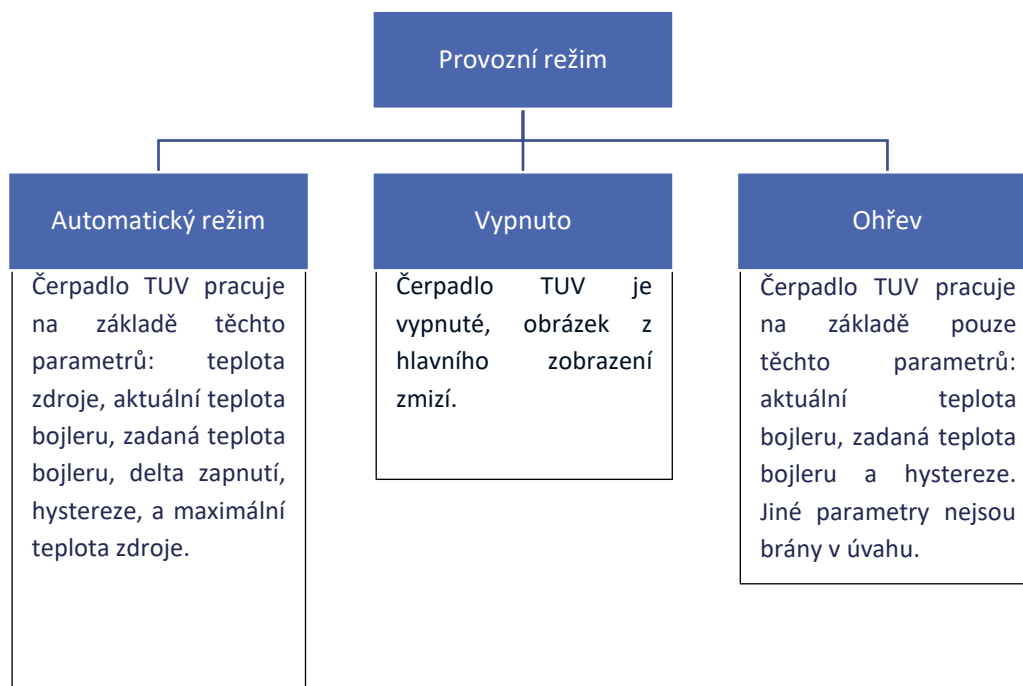 Provozní režim
Automatický režim
Čerpadlo TUV pracuje
na základě těchto
parametrů: teplota
zdroje, aktuální teplota
bojleru, zadaná teplota
bojleru, delta zapnutí,
hystereze, a maximální
teplota zdroje.
Vypnuto
Čerpadlo TUV je
vypnuté, obrázek z
hlavního zobrazení
zmizí.
Ohřev
Čerpadlo TUV pracuje
na základě pouze
těchto parametrů:
aktuální teplota
bojleru, zadaná teplota
bojleru a hystereze.
Jiné parametry nejsou
brány v úvahu.